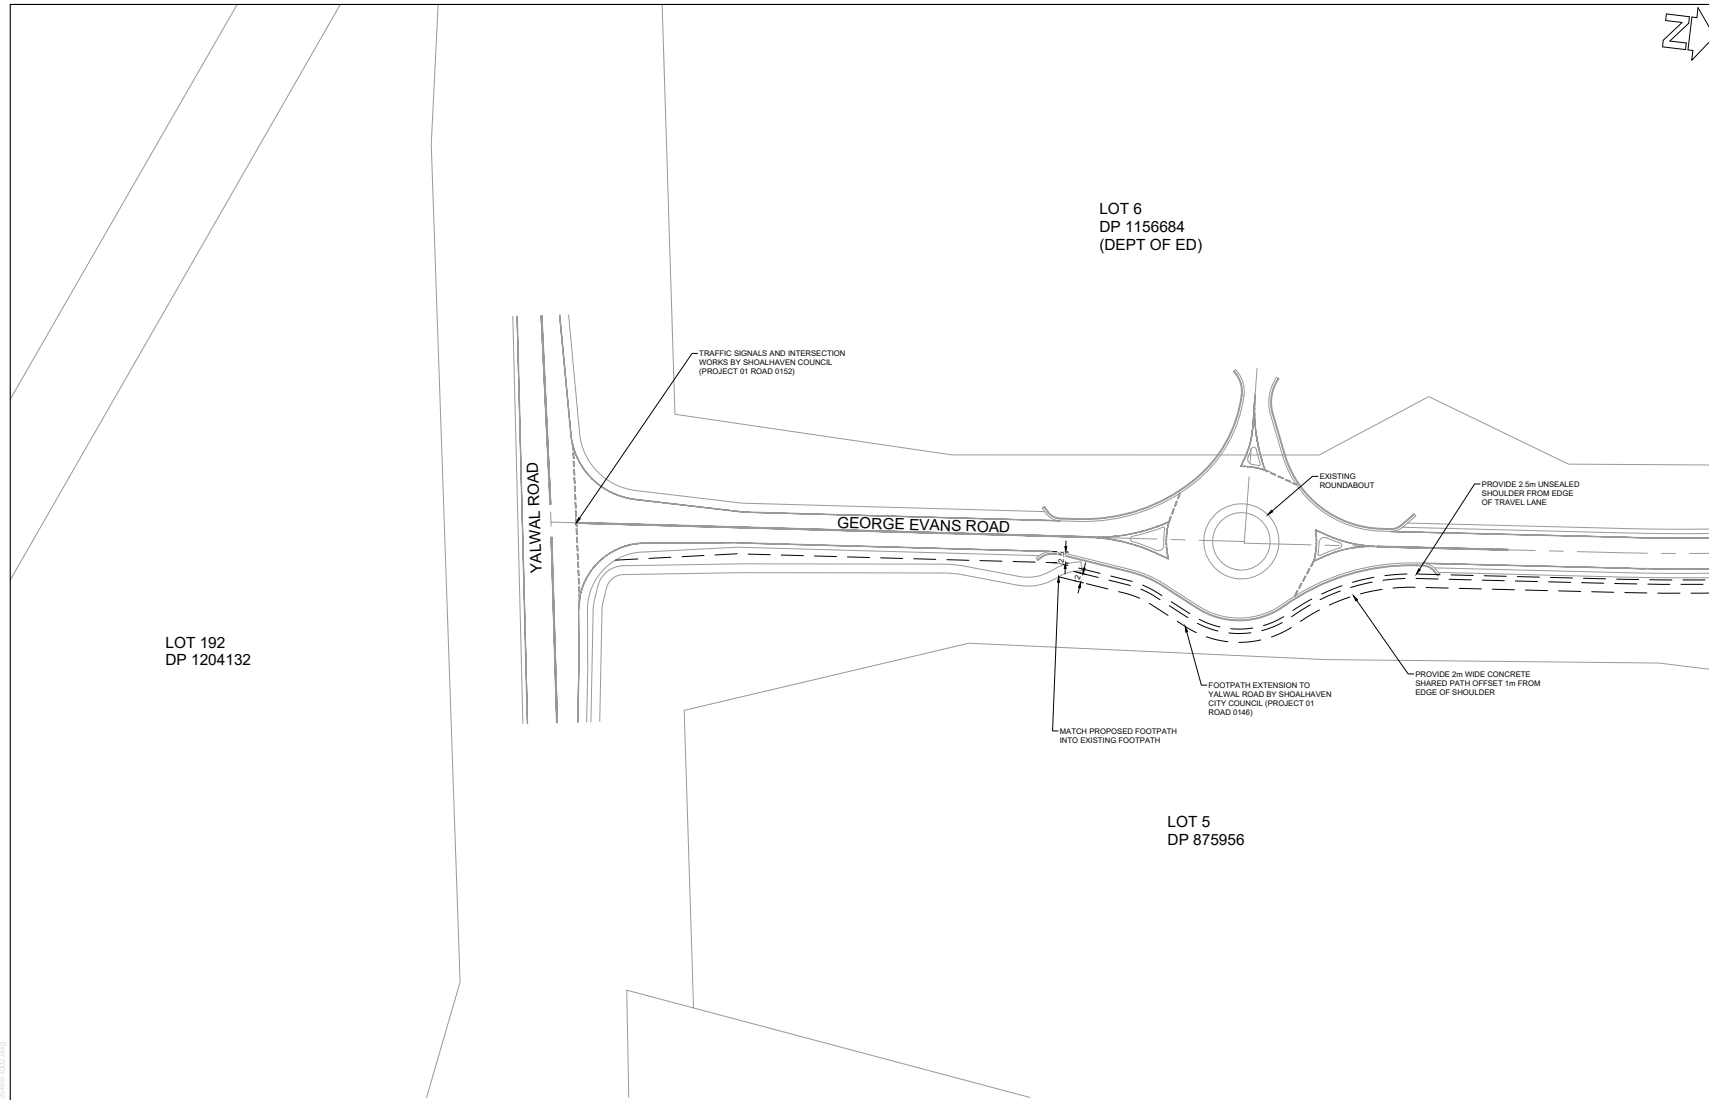 N
LOT 6
DP 1156684
(DEPT OF ED)
TRAFFIC SIGNALS AND INTERSECTION
WORKS BY SHOALHAVEN COUNCIL
(PROJECT 01 ROAD 0152)
YALWAL ROAD
GEORGE EVANS ROAD
EXISTING
ROUNDABOUT
PROVIDE 2.5m UNSEALED
SHOULDER FROM EDGE
OF TRAVEL LANE
2.5
LOT 192
DP 1204132
PROVIDE 2m WIDE CONCRETE
SHARED PATH OFFSET 1m FROM
EDGE OF SHOULDER
FOOTPATH EXTENSION TO
YALWAL ROAD BY SHOALHAVEN
CITY COUNCIL (PROJECT 01
ROAD 0146)
MATCH PROPOSED FOOTPATH
INTO EXISTING FOOTPATH
LOT 5
DP 875956